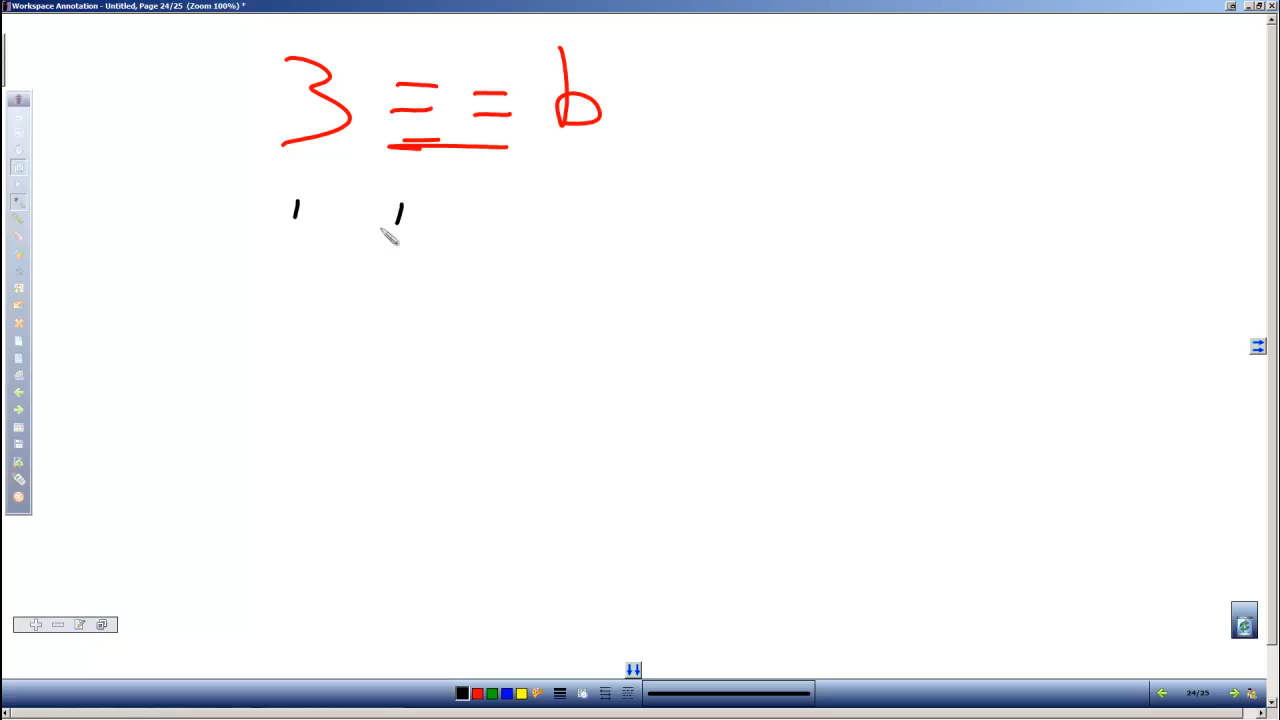 Workspace Annotation - Untitled, Page 24/25 (Zoom 100%) *
3 = = b
' '
24/25